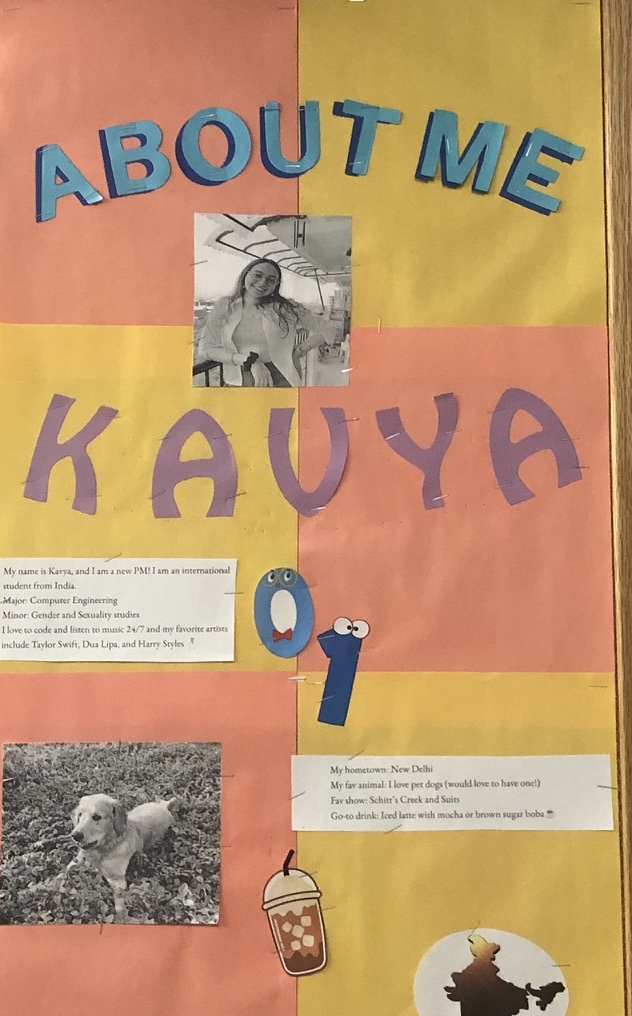 ABOUT ME
KAVYA
My name is Kavya, and I am a new PM! I am an international
student from India.
Major: Computer Engineering
Minor: Gender and Sexuality studies
I love to code and listen to music 24/7 and my favorite artists
include Taylor Swift, Dua Lipa, and Harry Styles
0
1
My hometown: New Delhi
My fav animal: I love pet dogs (would love to have one!)
Fav show: Schitt's Creek and Suits
Go-to drink: Iced latte with mocha or brown sugar boba